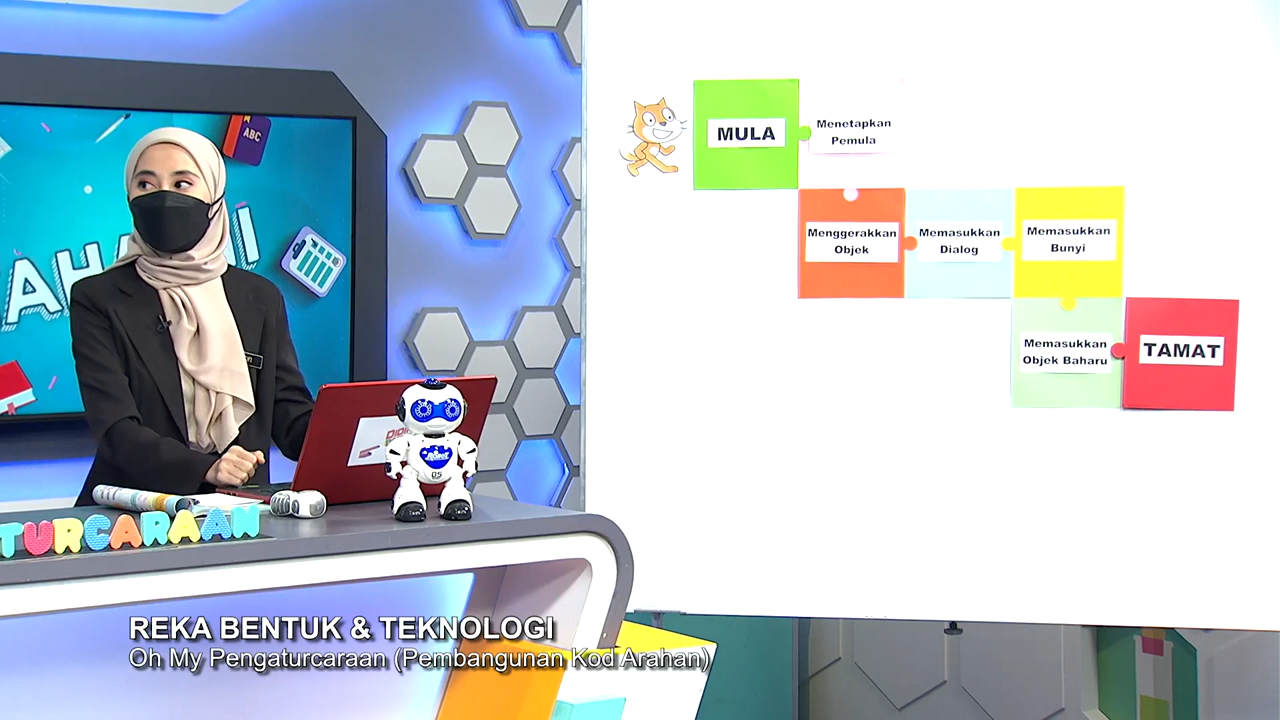 MULA
Menetapkan
Pemula
Menggerakkan
Objek
Memasukkan
Dialog
Memasukkan
Bunyi
Memasukkan
Objek Baharu
TAMAT
ABC
TURCARAAN
REKA BENTUK & TEKNOLOGI
Oh My Pengaturcaraan (Pembangunan Kod Arahan)